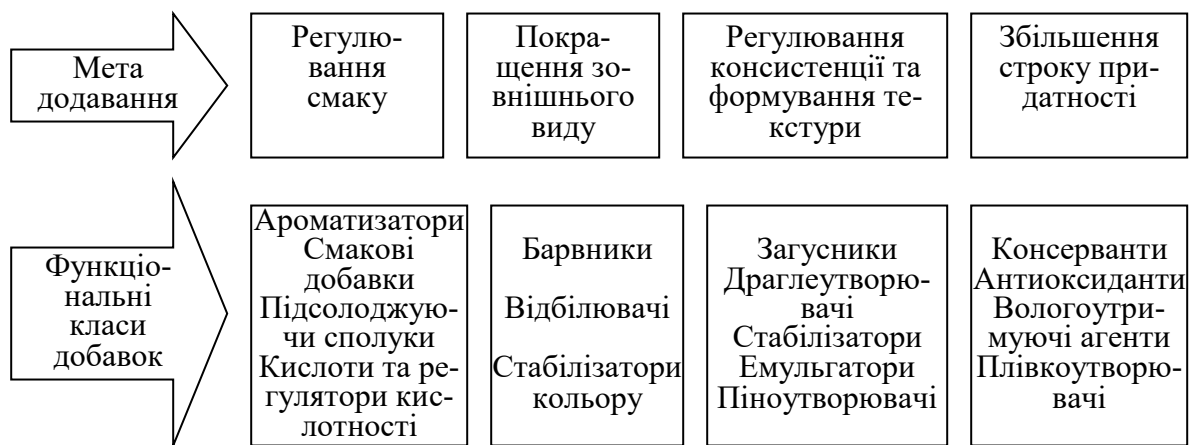 Мета
додавання
Регулю-
вання
смаку
Покра-
щення зо-
внішнього
виду
Регулювання
консистенції та
формування те-
кстури
Збільшення
строку при-
датності
Функціо-
нальні
класи
добавок
Ароматизатори
Смакові
добавки
Підсолоджую-
чи сполуки
Кислоти та ре-
гулятори кис-
лотності
Барвники
Відбілювачі
Стабілізатори
кольору
Загусники
Драглеутворю-
вачі
Стабілізатори
Емульгатори
Піноутворювачі
Консерванти
Антиоксиданти
Вологоутри-
муючі агенти
Плівкоутворю-
вачі